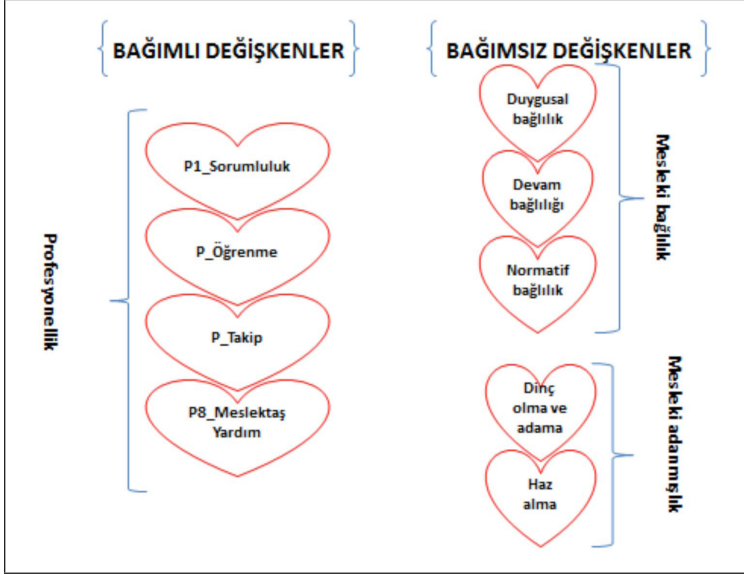 BAĞIMLI DEĞİŞKENLER
Profesyonellik
P1_Sorumluluk
P_Öğrenme
P_Takip
P8_Meslektaş
Yardım
BAĞIMSIZ DEĞİŞKENLER
Duygusal
bağlılık
Devam
bağlılığı
Normatif
bağlılık
Mesleki bağlılık
Dinç
olma ve
adama
Haz
alma
Mesleki adanmışlık